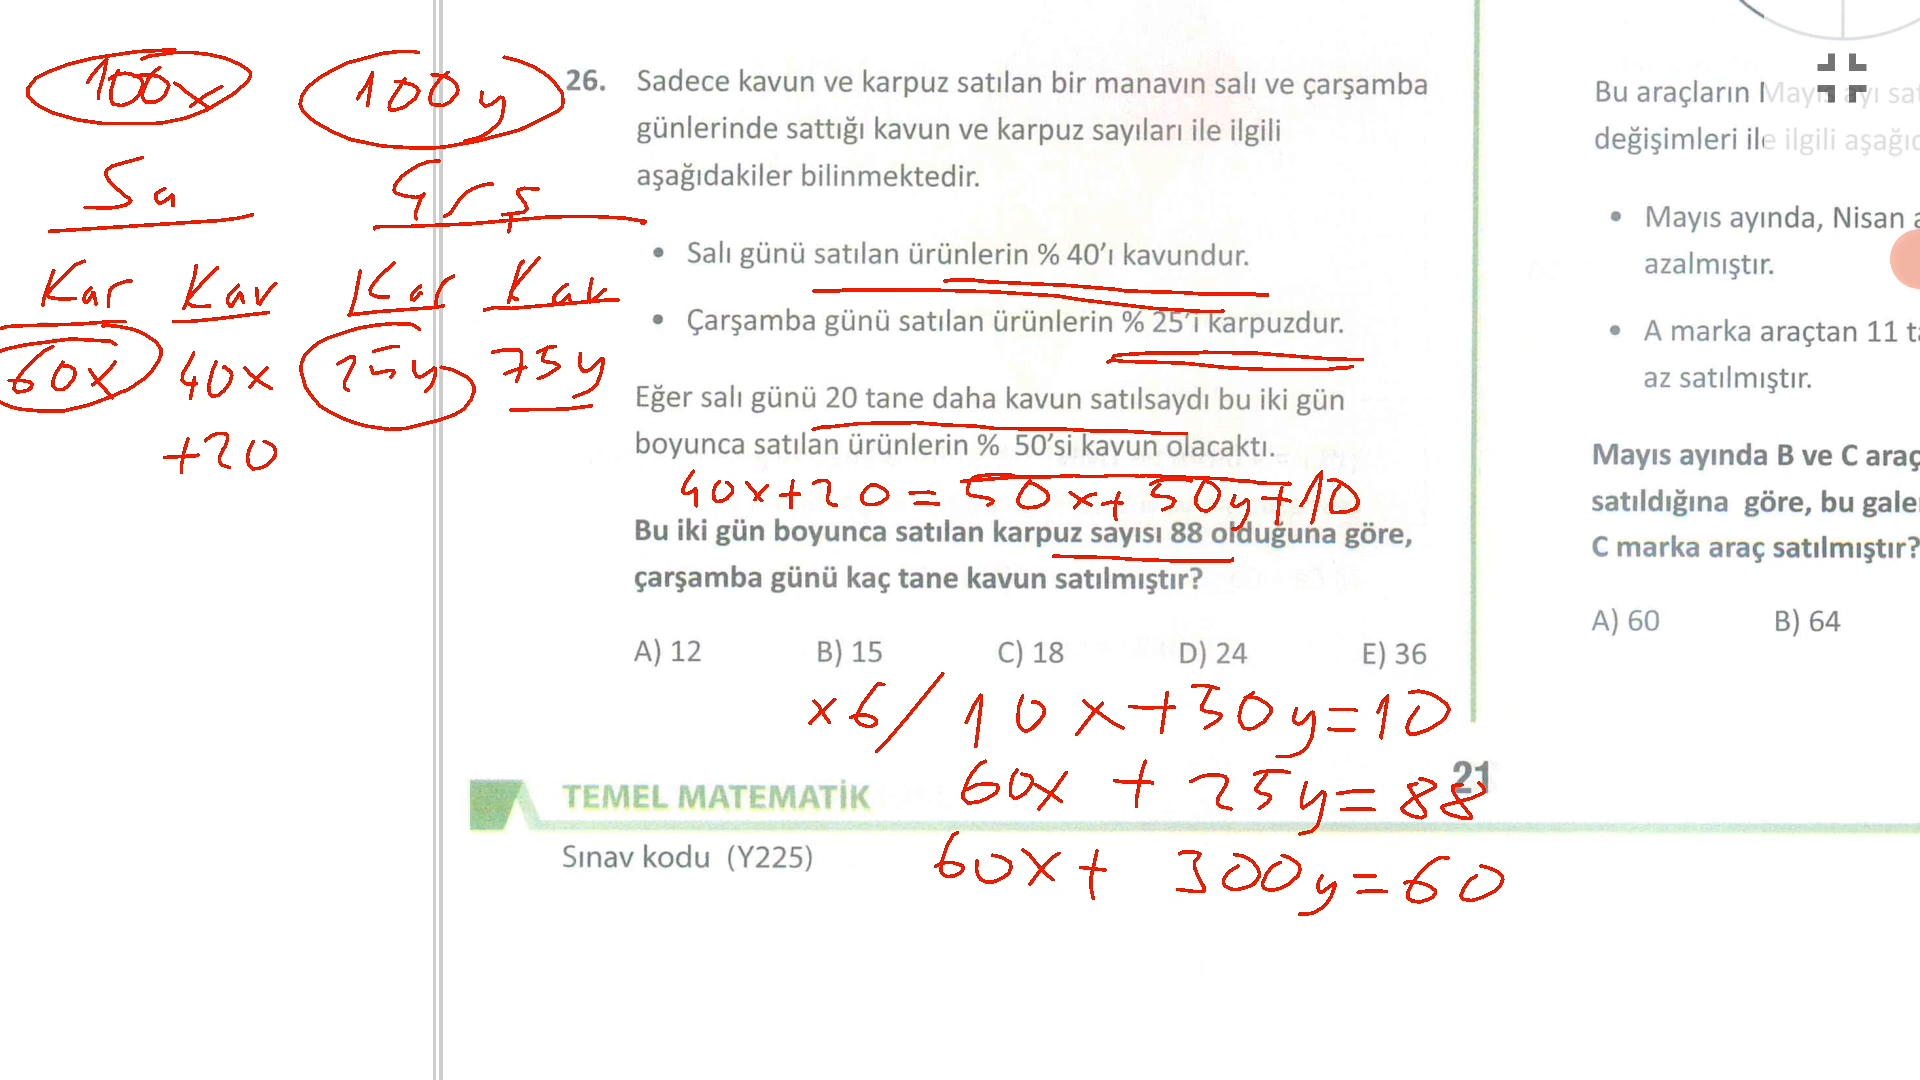 100x 100y
Sa Çrş
Kar Kav Kar Kav
60x 40x 25y 75y
+20
26. Sadece kavun ve karpuz satılan bir manavın salı ve çarşamba
günlerinde sattığı kavun ve karpuz sayıları ile ilgili
aşağıdakiler bilinmektedir.
• Salı günü satılan ürünlerin % 40’ı kavundur.
• Çarşamba günü satılan ürünlerin % 25’i karpuzdur.
Eğer salı günü 20 tane daha kavun satılsaydı bu iki gün
boyunca satılan ürünlerin % 50’si kavun olacaktı.
40x+20=50x+50y+10
Bu iki gün boyunca satılan karpuz sayısı 88 olduğuna göre,
çarşamba günü kaç tane kavun satılmıştır?
A) 12 B) 15 C) 18 D) 24 E) 36
x6/ 10x+50y=10
60x + 25y=88
60x+ 300y=60
21
TEMEL MATEMATİK
Sınav kodu (Y225)
Bu araçların Mayıs ayı
değişimleri ile ilgili
• Mayıs ayında, Nisan
azalmıştır.
• A marka araçtan 11
az satılmıştır.
Mayıs ayında B ve C
satıldığına göre, bu
C marka araç satılmıştır?
A) 60 B) 64